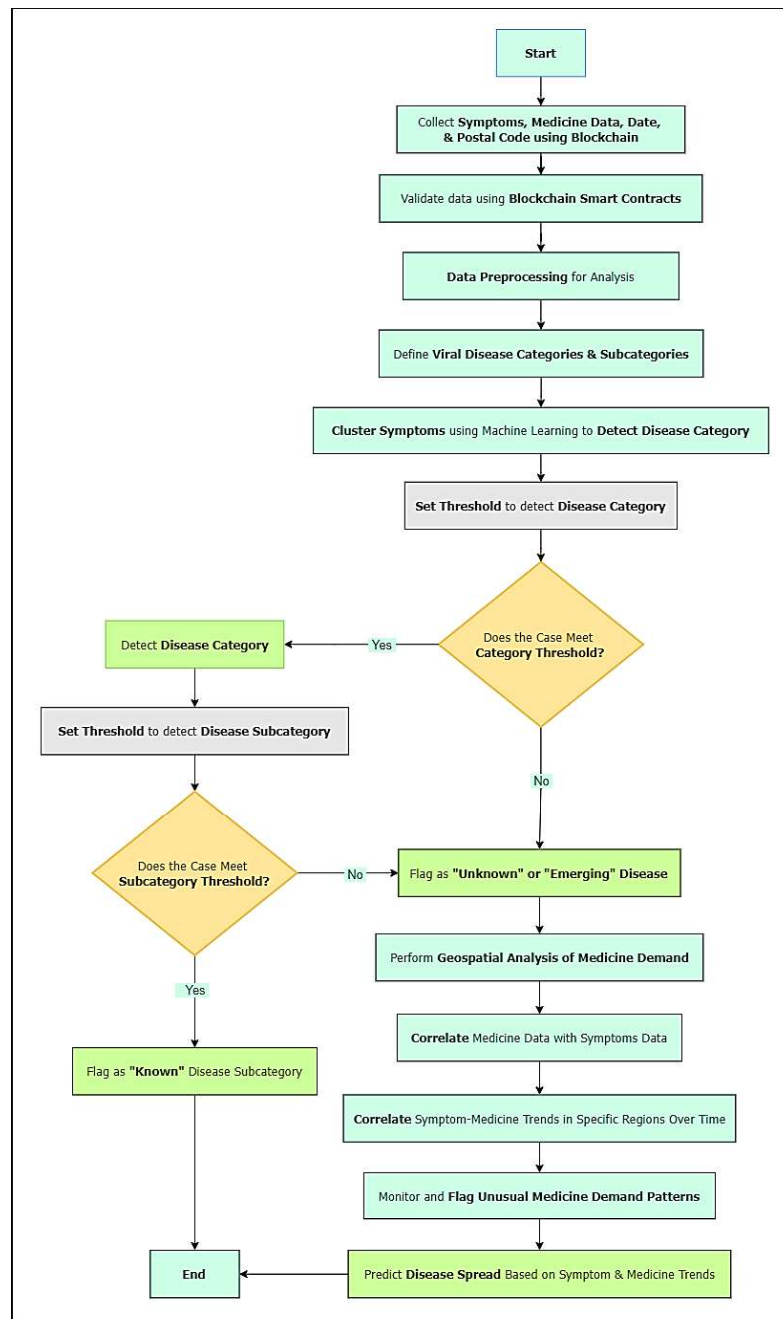 Start
Collect Symptoms, Medicine Data, Date,
& Postal Code using Blockchain
Validate data using Blockchain Smart Contracts
Data Preprocessing for Analysis
Define Viral Disease Categories & Subcategories
Cluster Symptoms using Machine Learning to Detect Disease Category
Set Threshold to detect Disease Category
Does the Case Meet
Category Threshold?
Yes
Detect Disease Category
Set Threshold to detect Disease Subcategory
No
Does the Case Meet
Subcategory Threshold?
No
Flag as "Unknown" or "Emerging" Disease
Perform Geospatial Analysis of Medicine Demand
Yes
Correlate Medicine Data with Symptoms Data
Flag as "Known" Disease Subcategory
Correlate Symptom-Medicine Trends in Specific Regions Over Time
Monitor and Flag Unusual Medicine Demand Patterns
End
Predict Disease Spread Based on Symptom & Medicine Trends